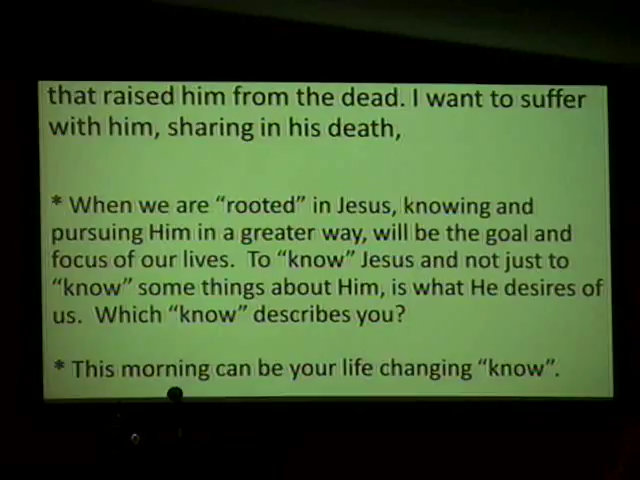 that raised him from the dead. I want to suffer
with him, sharing in his death,
* When we are “rooted” in Jesus, knowing and
pursuing Him in a greater way, will be the goal and
focus of our lives.  To “know” Jesus and not just to
“know” some things about Him, is what He desires of
us.  Which “know” describes you?
* This morning can be your life changing “know”.